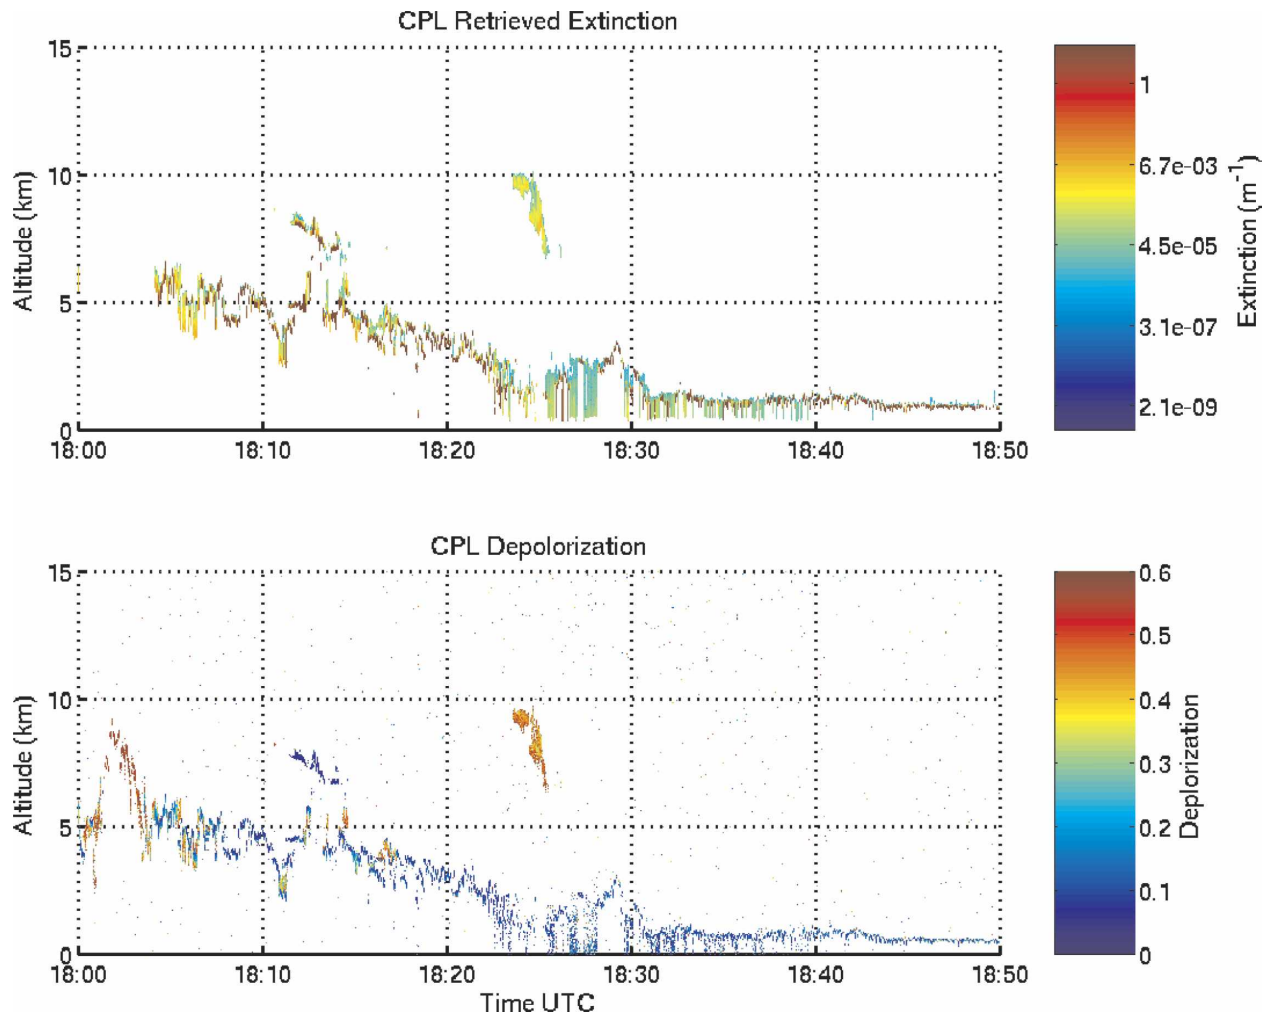 CPL Retrieved Extinction
15
10
5
0
Altitude (km)
18:00 18:10 18:20 18:30 18:40 18:50
1
6.7e-03
4.5e-05
3.1e-07
2.1e-09
Extinction (m⁻¹)
CPL Depolorization
15
10
5
0
Altitude (km)
18:00 18:10 18:20 18:30 18:40 18:50
Time UTC
0.6
0.5
0.4
0.3
0.2
0.1
0
Deplorization